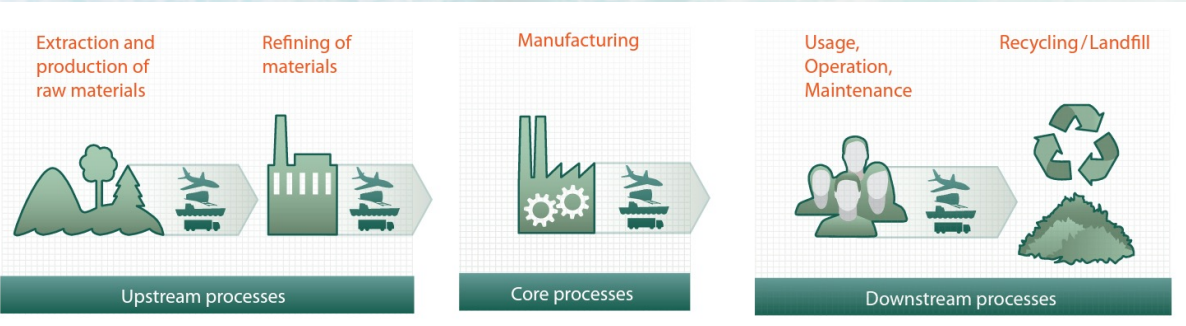 Extraction and
production of
raw materials
Refining of
materials
Upstream processes
Manufacturing
Core processes
Usage,
Operation,
Maintenance
Recycling/Landfill
Downstream processes